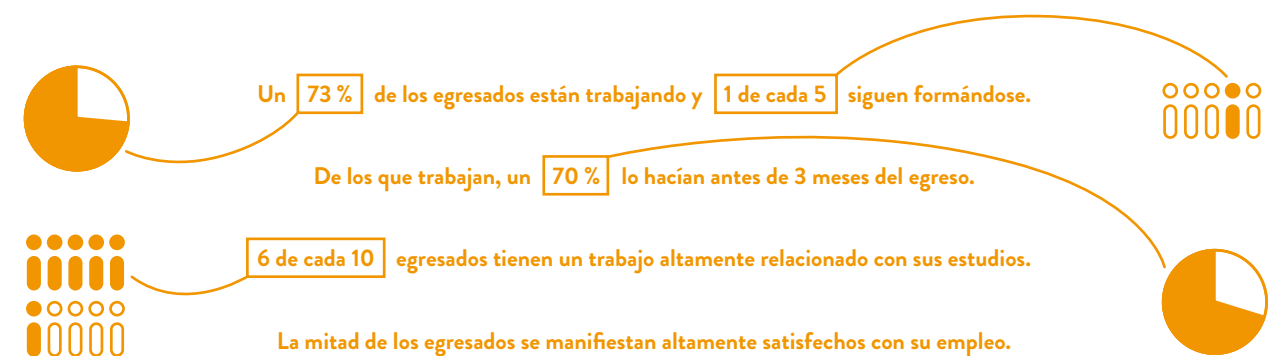 Un 73 % de los egresados están trabajando y 1 de cada 5 siguen formándose.
De los que trabajan, un 70 % lo hacían antes de 3 meses del egreso.
6 de cada 10 egresados tienen un trabajo altamente relacionado con sus estudios.
La mitad de los egresados se manifiestan altamente satisfechos con su empleo.